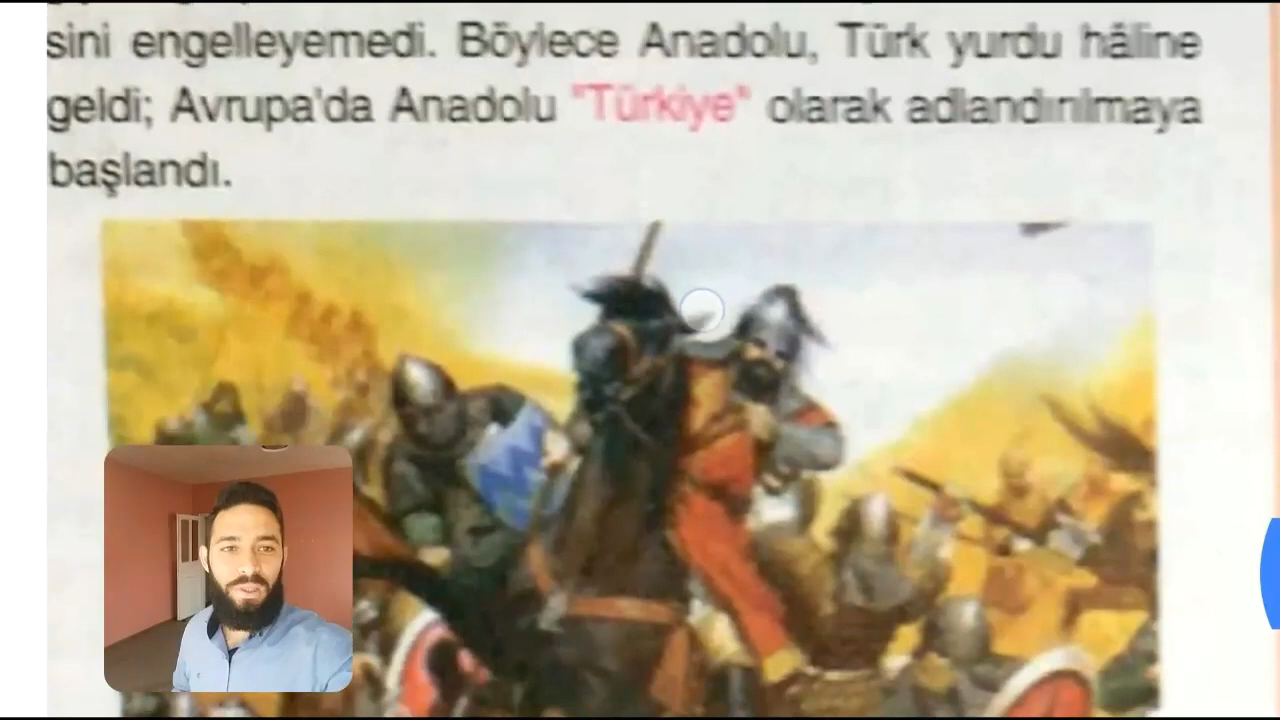 sini engelleyemedi. Böylece Anadolu, Türk yurdu hâline
geldi; Avrupa'da Anadolu "Türkiye" olarak adlandırılmaya
başlandı.